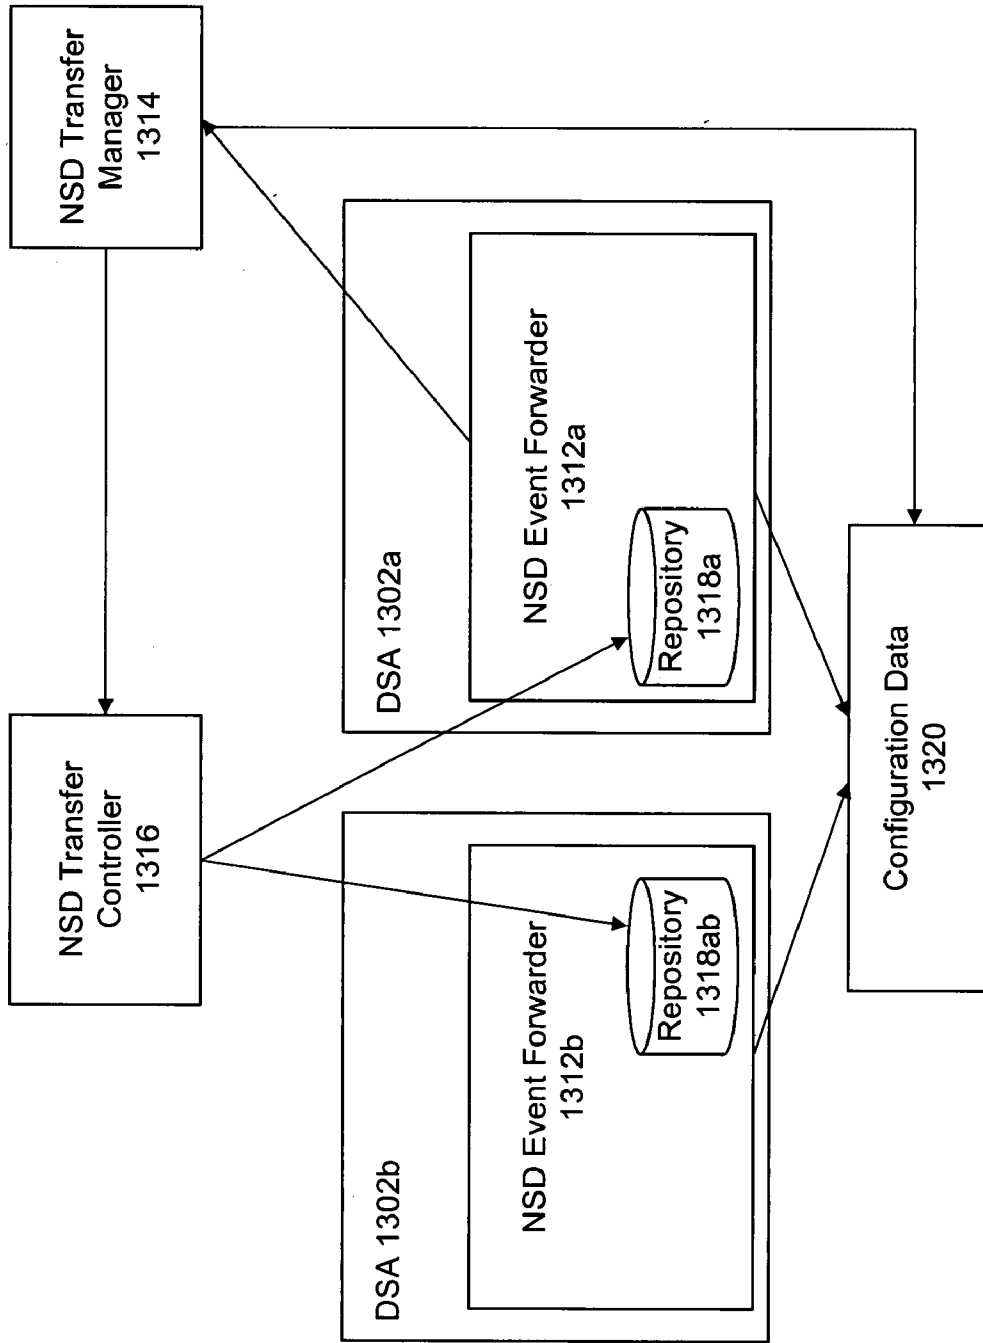 NSD Transfer
Controller
1316
NSD Transfer
Manager
1314
DSA 1302b
NSD Event Forwarder
1312b
Repository
1318ab
DSA 1302a
NSD Event Forwarder
1312a
Repository
1318a
Configuration Data
1320